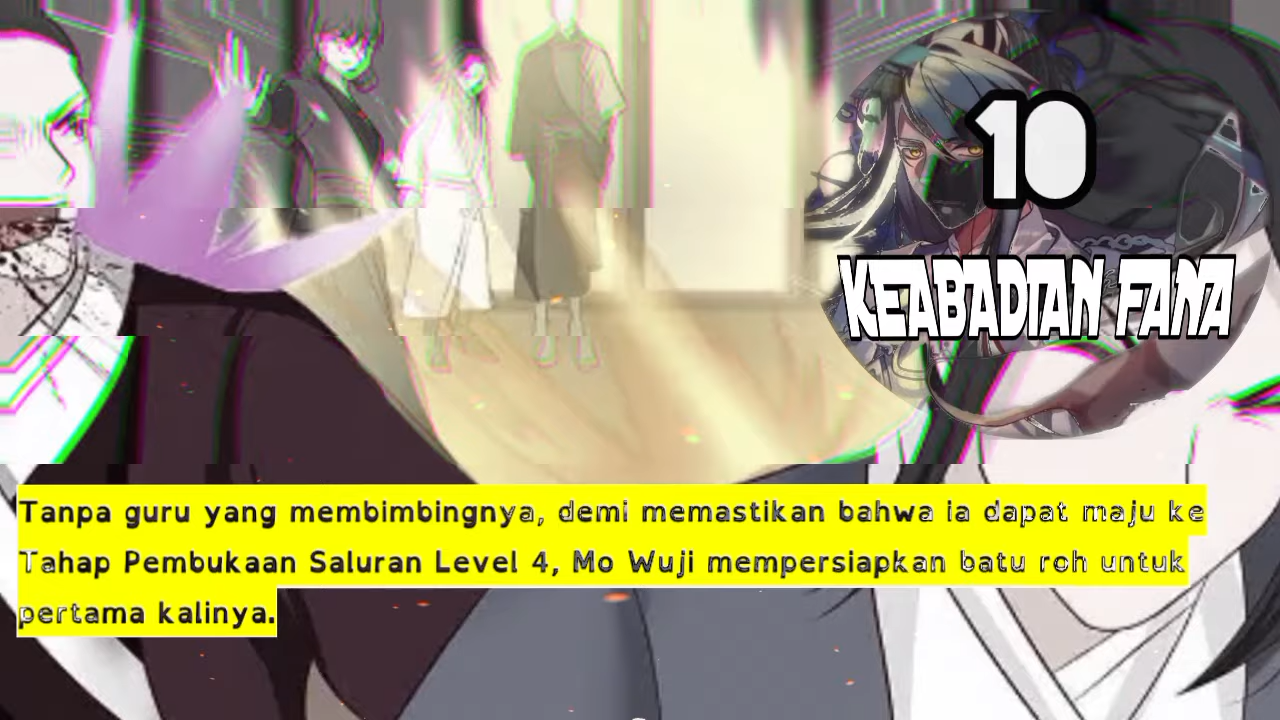 10
KEABADIAN FANA
Tanpa guru yang membimbingnya, demi memastikan bahwa ia dapat maju ke
Tahap Pembukaan Saluran Level 4, Mo Wuji mempersiapkan batu roh untuk
pertama kalinya.